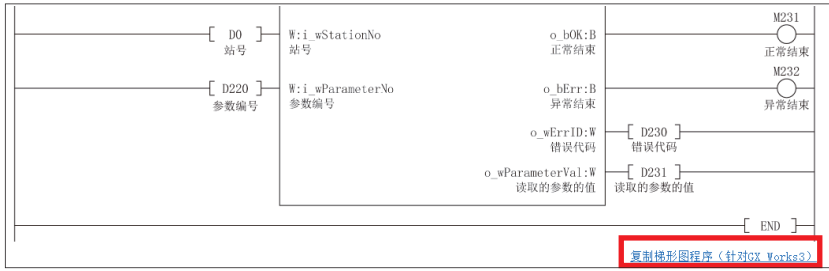 M231
D0 W:i_wStationNo o_bOK:B
站号 站号 正常结束 正常结束
M232
D220 W:i_wParameterNo o_bErr:B
参数编号 参数编号 异常结束 异常结束
o_wErrID:W D230
错误代码 错误代码
o_wParameterVal:W D231
读取的参数的值 读取的参数的值
END
复制梯形图程序（针对GX Works3）